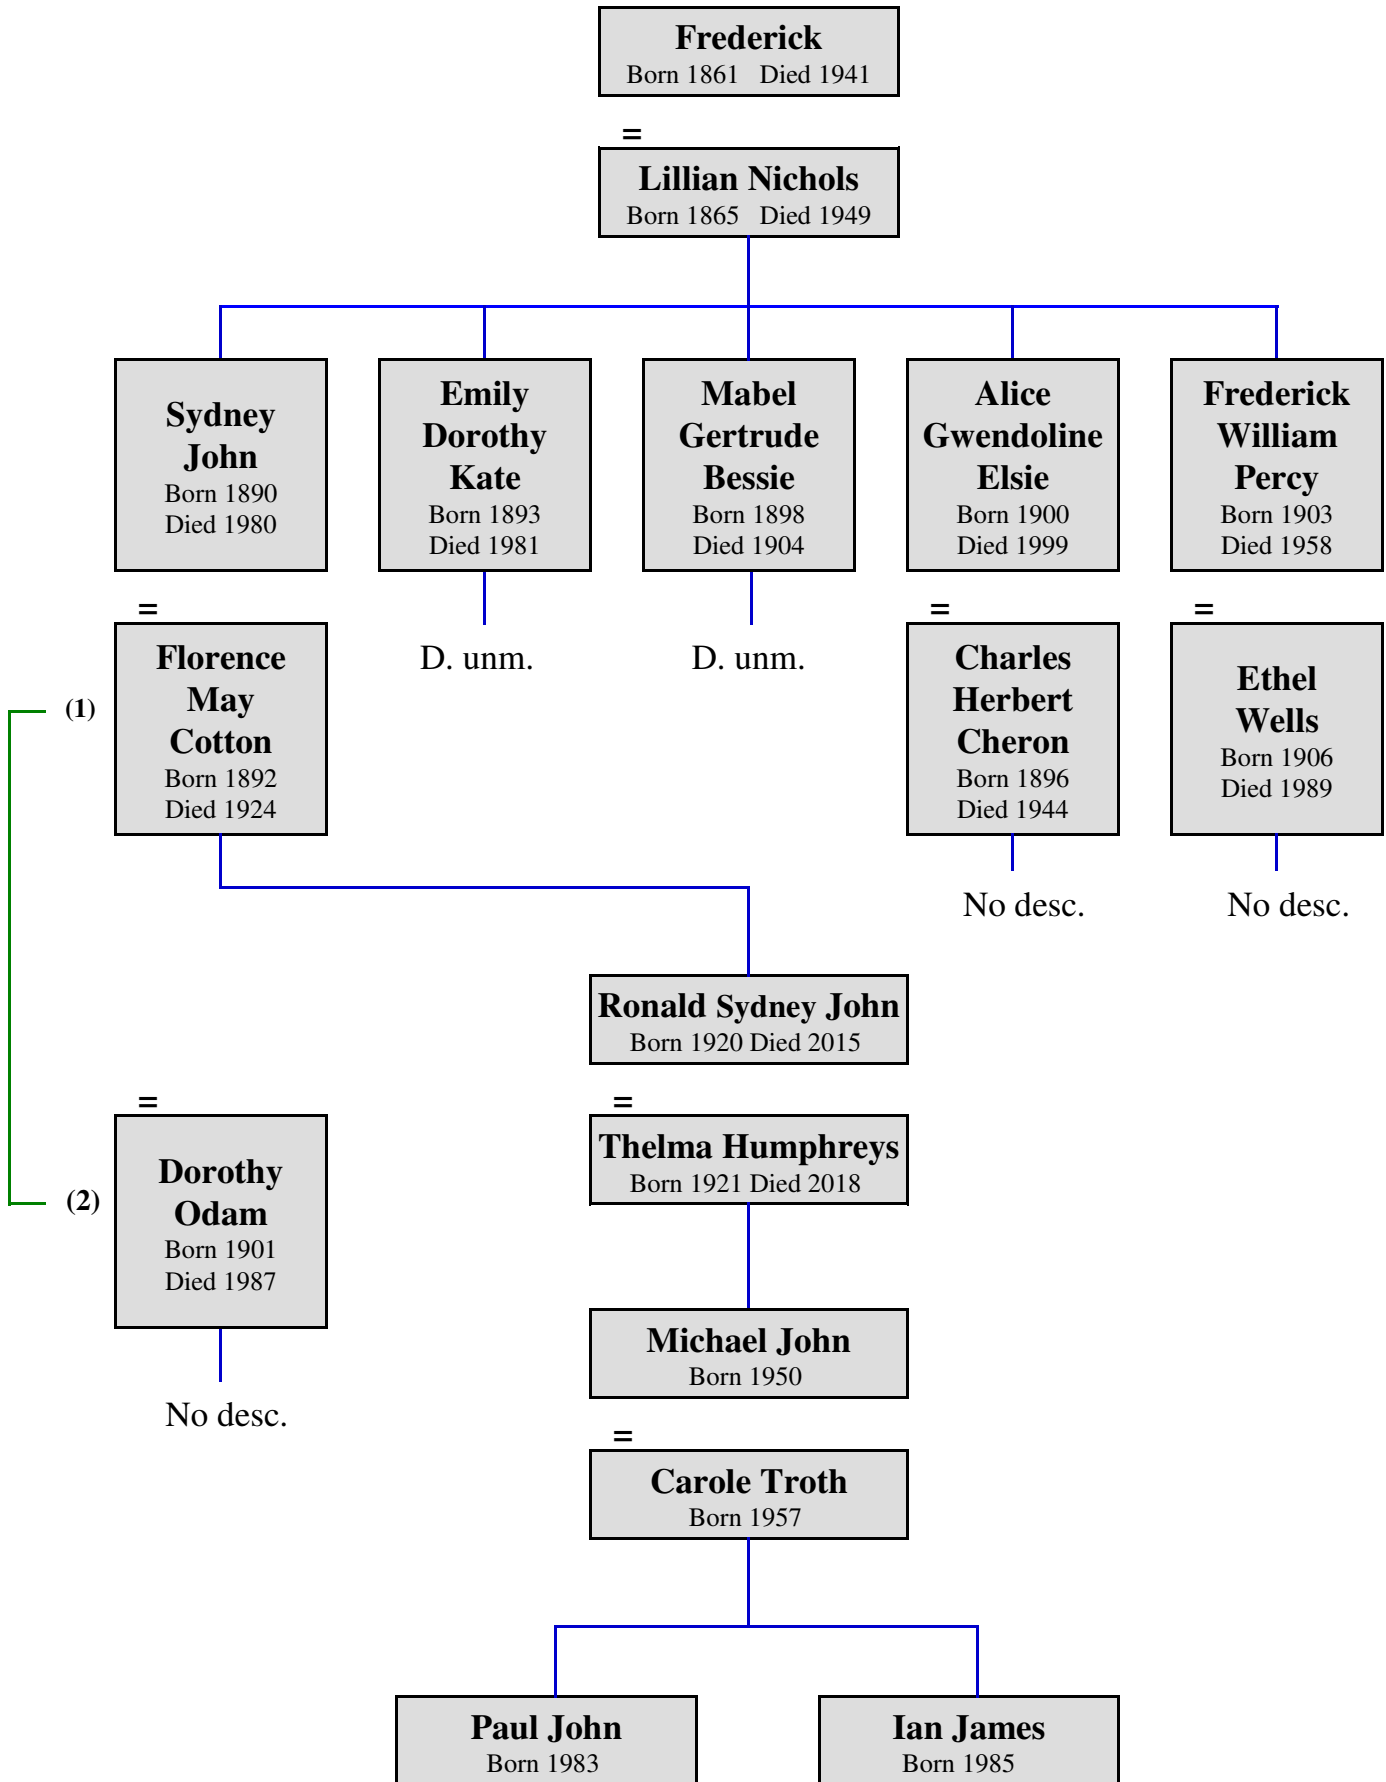 Frederick
Born 1861   Died 1941
=
Lillian Nichols
Born 1865   Died 1949
Sydney
John
Born 1890
Died 1980
Emily
Dorothy
Kate
Born 1893
Died 1981
Mabel
Gertrude
Bessie
Born 1898
Died 1904
Alice
Gwendoline
Elsie
Born 1900
Died 1999
Frederick
William
Percy
Born 1903
Died 1958
=
=
=
(1)
Florence
May
Cotton
Born 1892
Died 1924
D. unm.
D. unm.
Charles
Herbert
Cheron
Born 1896
Died 1944
Ethel
Wells
Born 1906
Died 1989
No desc.
No desc.
Ronald Sydney John
Born 1920 Died 2015
=
=
(2)
Dorothy
Odam
Born 1901
Died 1987
Thelma Humphreys
Born 1921 Died 2018
No desc.
Michael John
Born 1950
=
Carole Troth
Born 1957
Paul John
Born 1983
Ian James
Born 1985